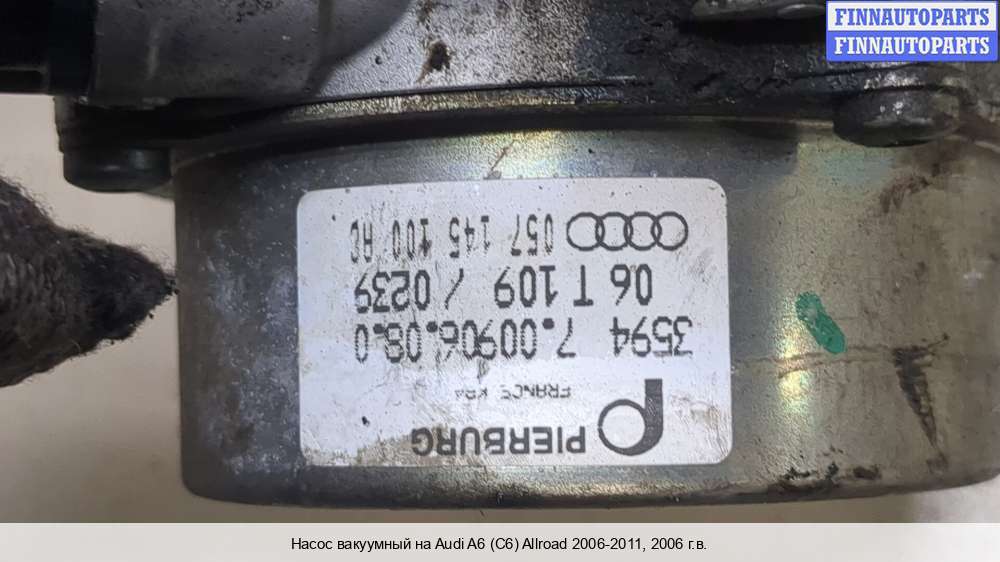 FINNAUTOPARTS
FINNAUTOPARTS
PIERBURG
FRANCE K84
3594 7.00906.08.0
06 T 109 / 0239
057 145 100 AC
Насос вакуумный на Audi A6 (C6) Allroad 2006-2011, 2006 г.в.